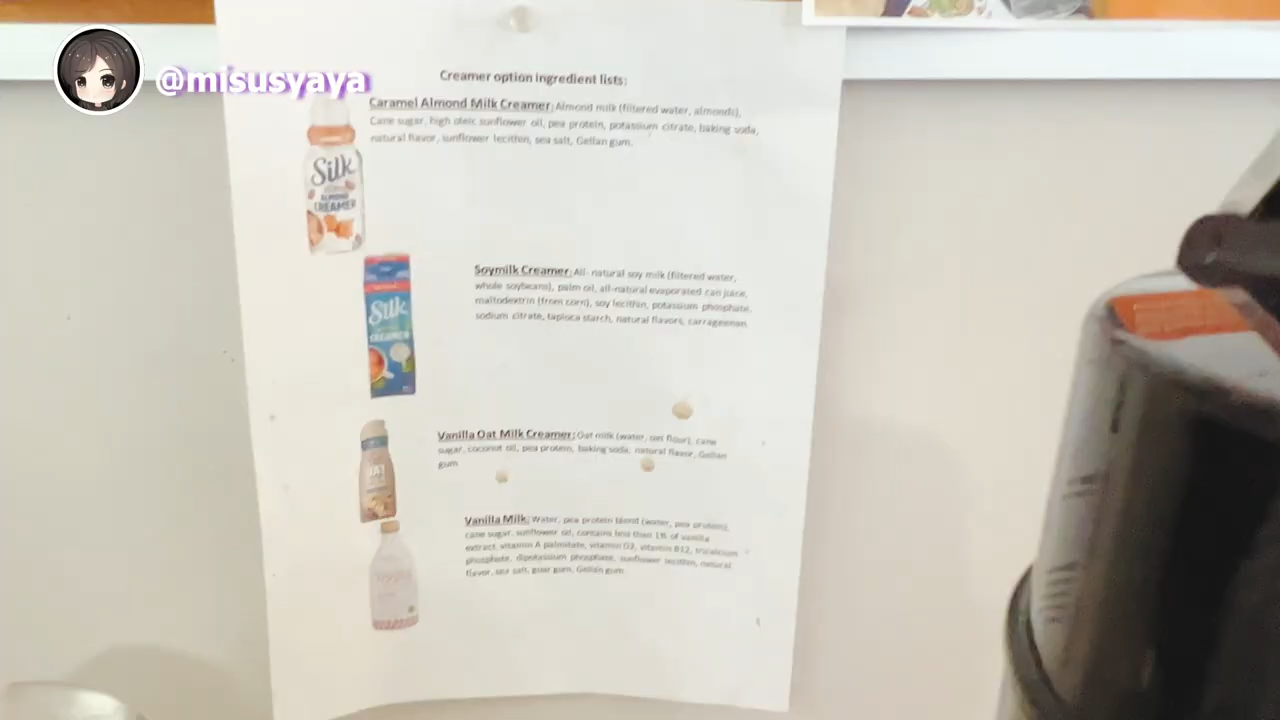 @misusyaya
Creamer option ingredient lists:
Caramel Almond Milk Creamer: Almond milk (filtered water, almonds),
Cane sugar, high oleic sunflower oil, pea protein, potassium citrate, baking soda,
natural flavor, sunflower lecithin, sea salt, Gellan gum.
Silk
ALMOND
CREAMER
Soymilk Creamer: All- natural soy milk (filtered water,
whole soybeans), palm oil, all-natural evaporated can juice,
maltodextrin (from corn), soy lecithin, potassium phosphate,
sodium citrate, tapioca starch, natural flavors, carrageenan
Silk
CREAMER
Vanilla Oat Milk Creamer: Oat milk (water, oat flour), cane
sugar, coconut oil, pea protein, baking soda, natural flavor, Gellan
gum
Vanilla Milk: Water, pea protein blend (water, pea protein),
cane sugar, sunflower oil, contains less than 1% of vanilla
extract, vitamin A palmitate, vitamin D2, vitamin B12, tricalcium
phosphate, dipotassium phosphate, sunflower lecithin, natural
flavor, sea salt, guar gum, Gellan gum.